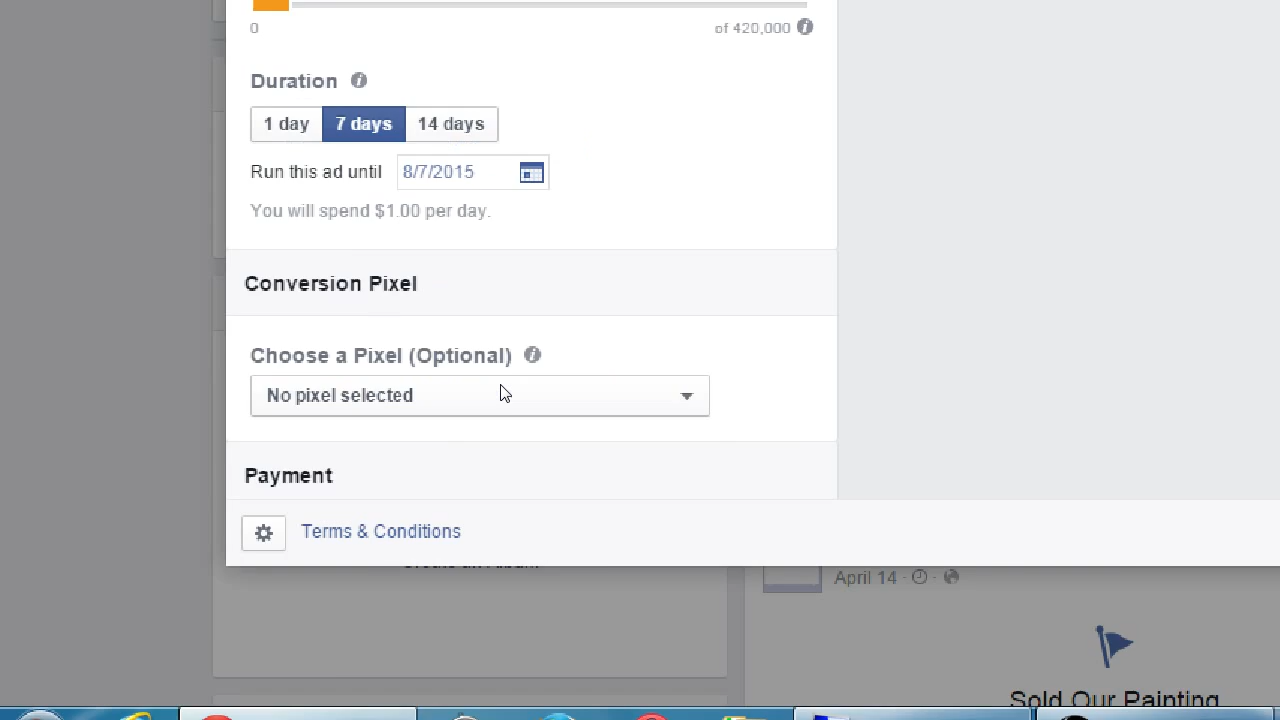 0
of 420,000
Duration
1 day 7 days 14 days
Run this ad until 8/7/2015
You will spend $1.00 per day.
Conversion Pixel
Choose a Pixel (Optional)
No pixel selected
Payment
Terms & Conditions
April 14
Sold Our Painting